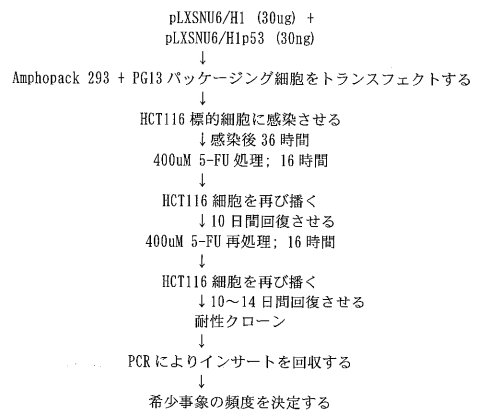 pLXSNU6/H1 (30ug) +
pLXSNU6/H1p53 (30ng)
↓
Amphopack 293 + PG13 パッケージング細胞をトランスフェクトする
↓
HCT116 標的細胞に感染させる
↓感染後 36 時間
400uM 5-FU 処理; 16 時間
↓
HCT116 細胞を再び播く
↓10 日間回復させる
400uM 5-FU 再処理; 16 時間
↓
HCT116 細胞を再び播く
↓10～14 日間回復させる
耐性クローン
↓
PCR によりインサートを回収する
↓
希少事象の頻度を決定する